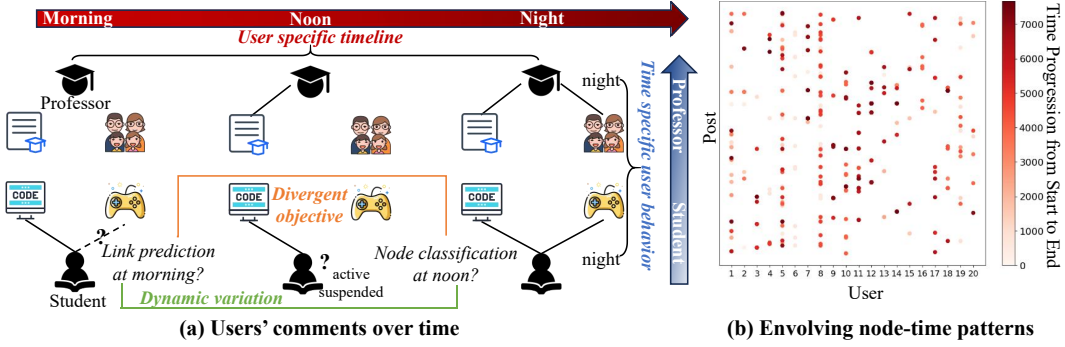 Morning Noon Night
User specific timeline
Professor
night
CODE
CODE
CODE
Divergent
objective
?
Link prediction
at morning?
?
active
suspended
Node classification
at noon?
night
Student
Dynamic variation
Time specific user behavior
Student Professor
(a) Users' comments over time
Post
1 2 3 4 5 6 7 8 9 10 11 12 13 14 15 16 17 18 19 20
User
7000
6000
5000
4000
3000
2000
1000
0
Time Progression from Start to End
(b) Envolving node-time patterns